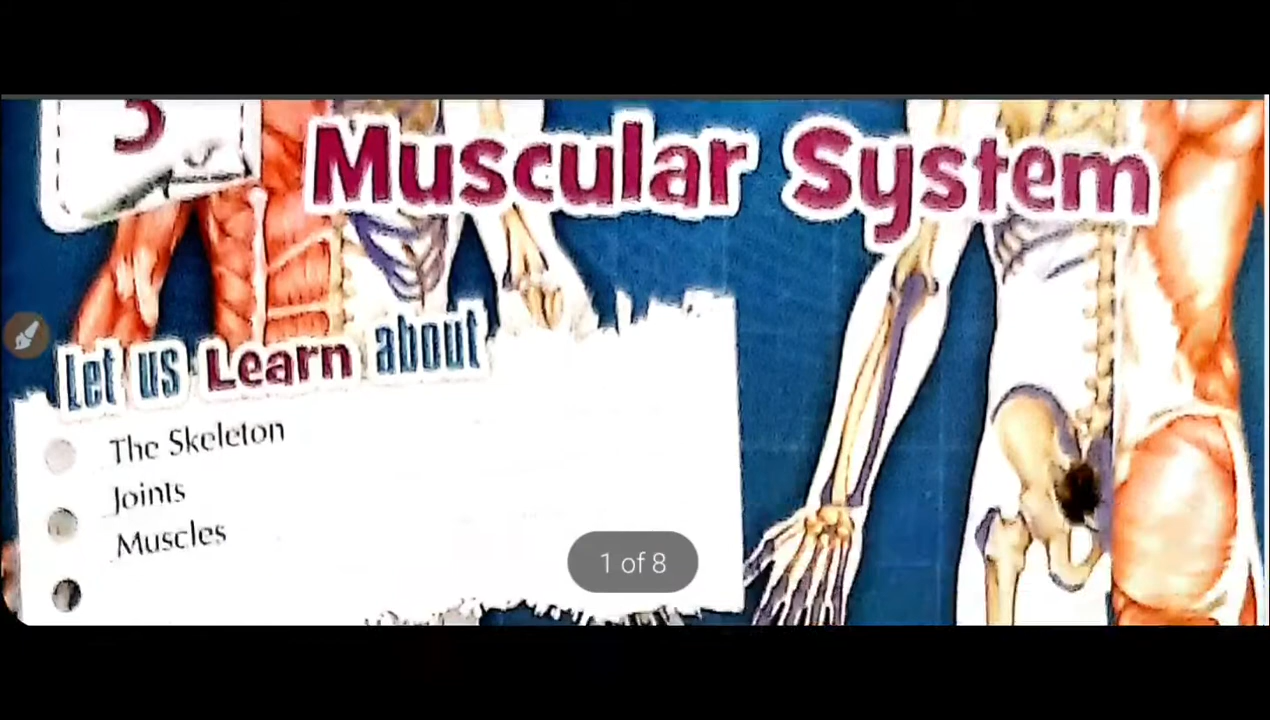 Muscular System
Let us Learn about
The Skeleton
Joints
Muscles
1 of 8